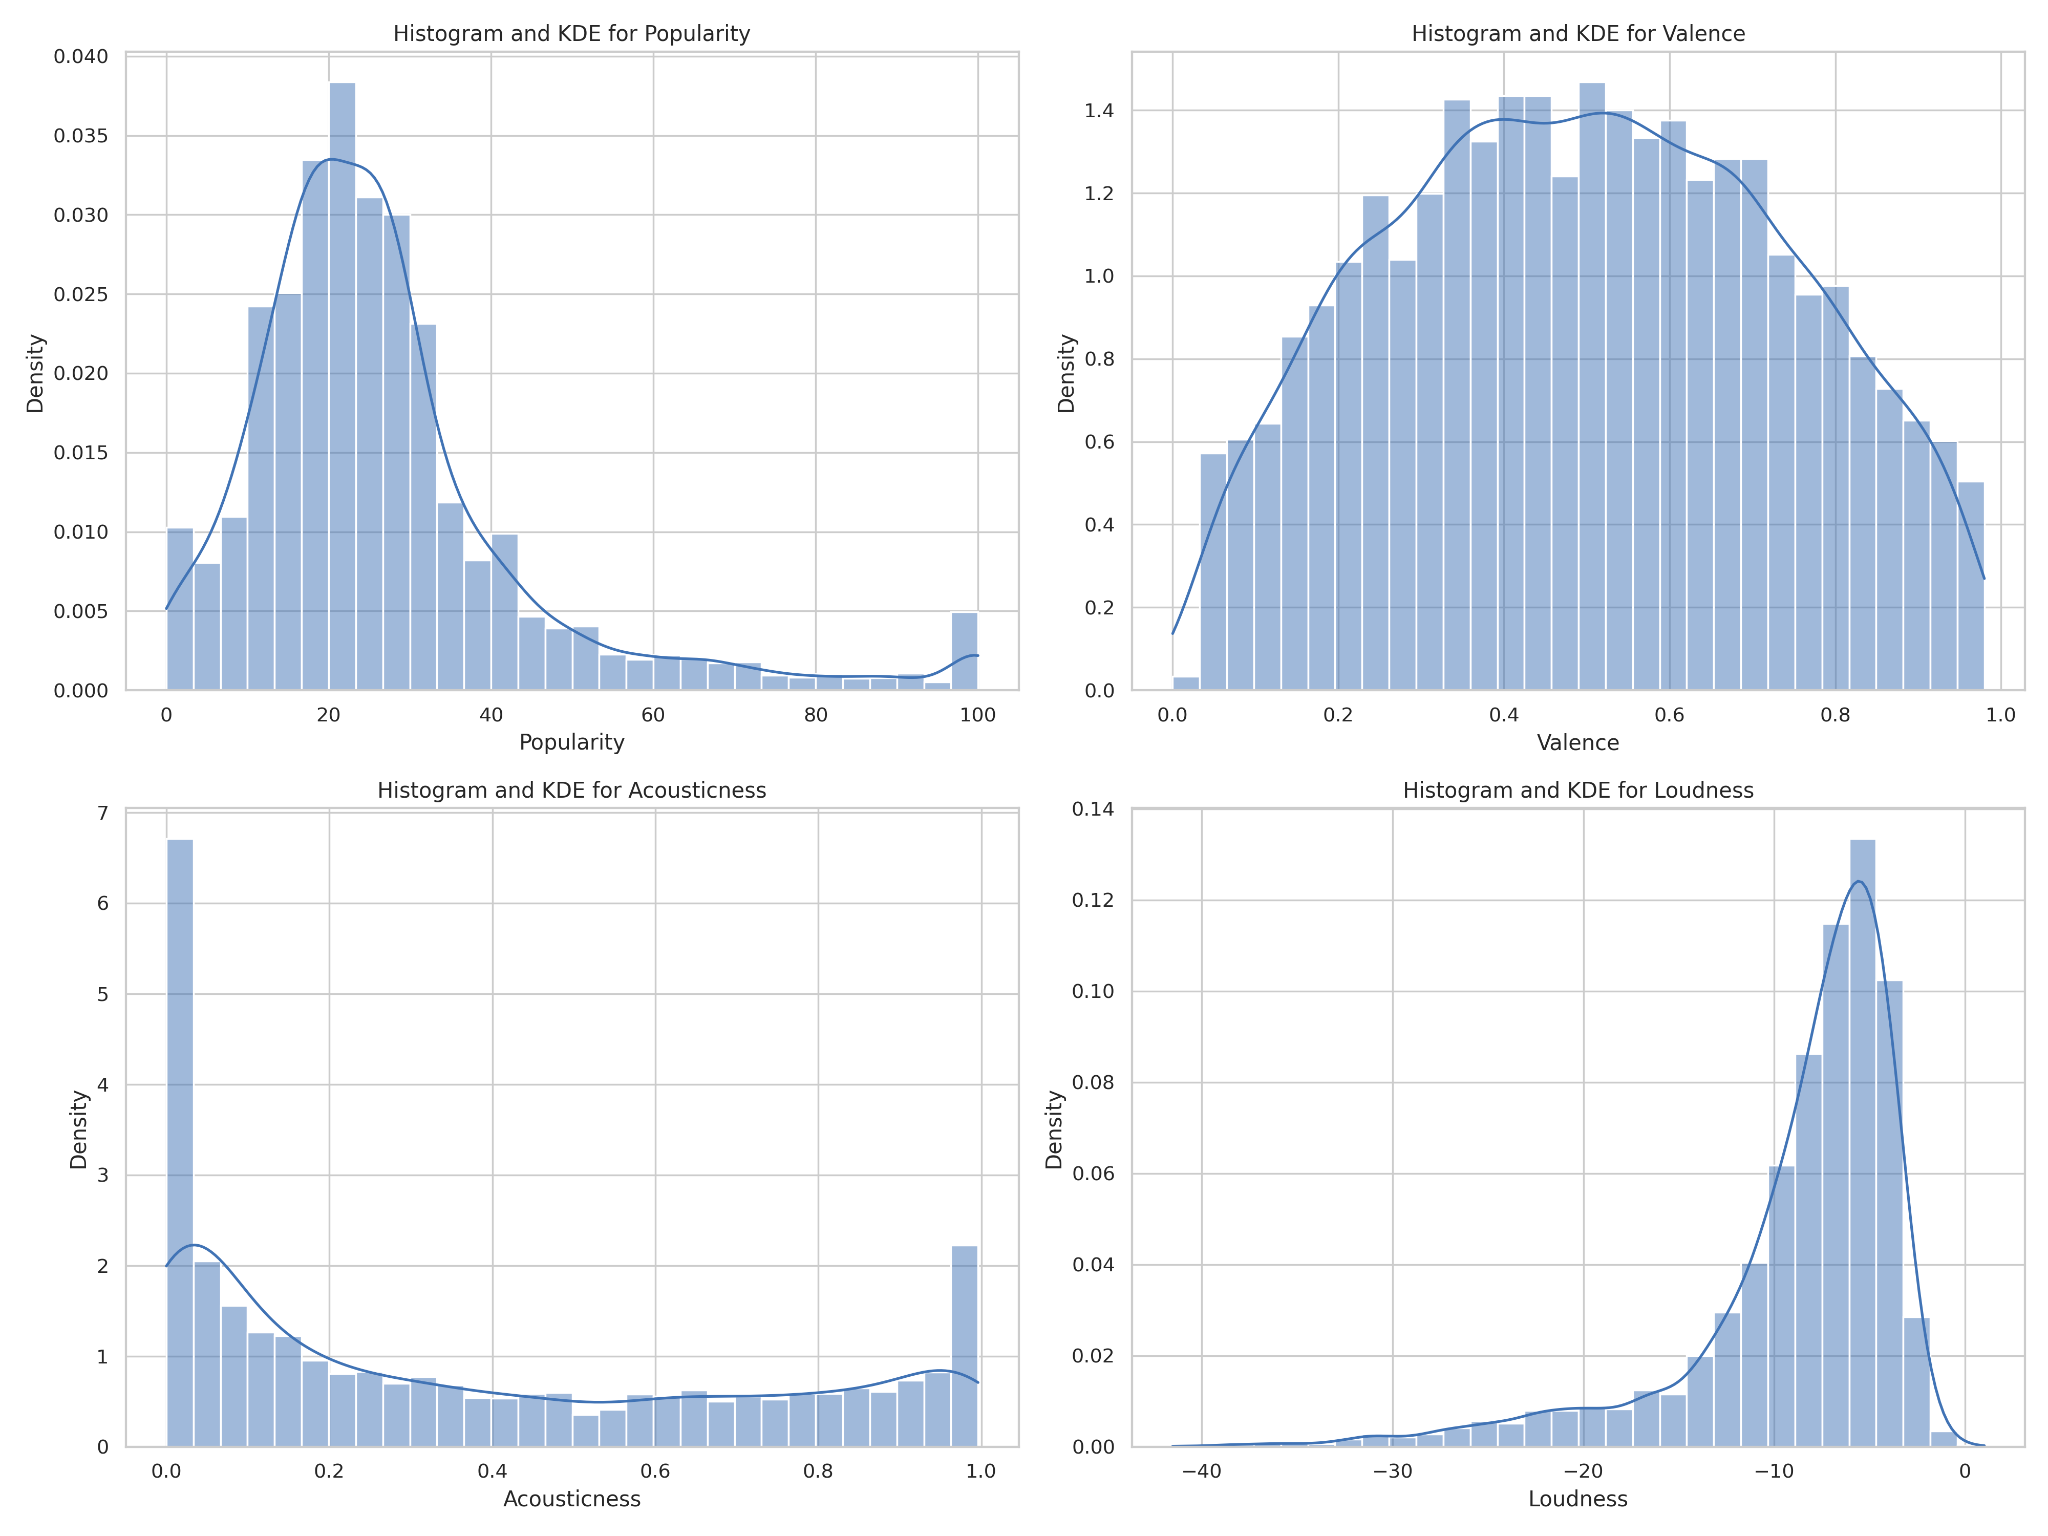 Histogram and KDE for Popularity
0.040
0.035
0.030
0.025
0.020
0.015
0.010
0.005
0.000
Density
0 20 40 60 80 100
Popularity
Histogram and KDE for Valence
1.4
1.2
1.0
0.8
0.6
0.4
0.2
0.0
Density
0.0 0.2 0.4 0.6 0.8 1.0
Valence
Histogram and KDE for Acousticness
7
6
5
4
3
2
1
0
Density
0.0 0.2 0.4 0.6 0.8 1.0
Acousticness
Histogram and KDE for Loudness
0.14
0.12
0.10
0.08
0.06
0.04
0.02
0.00
Density
−40 −30 −20 −10 0
Loudness